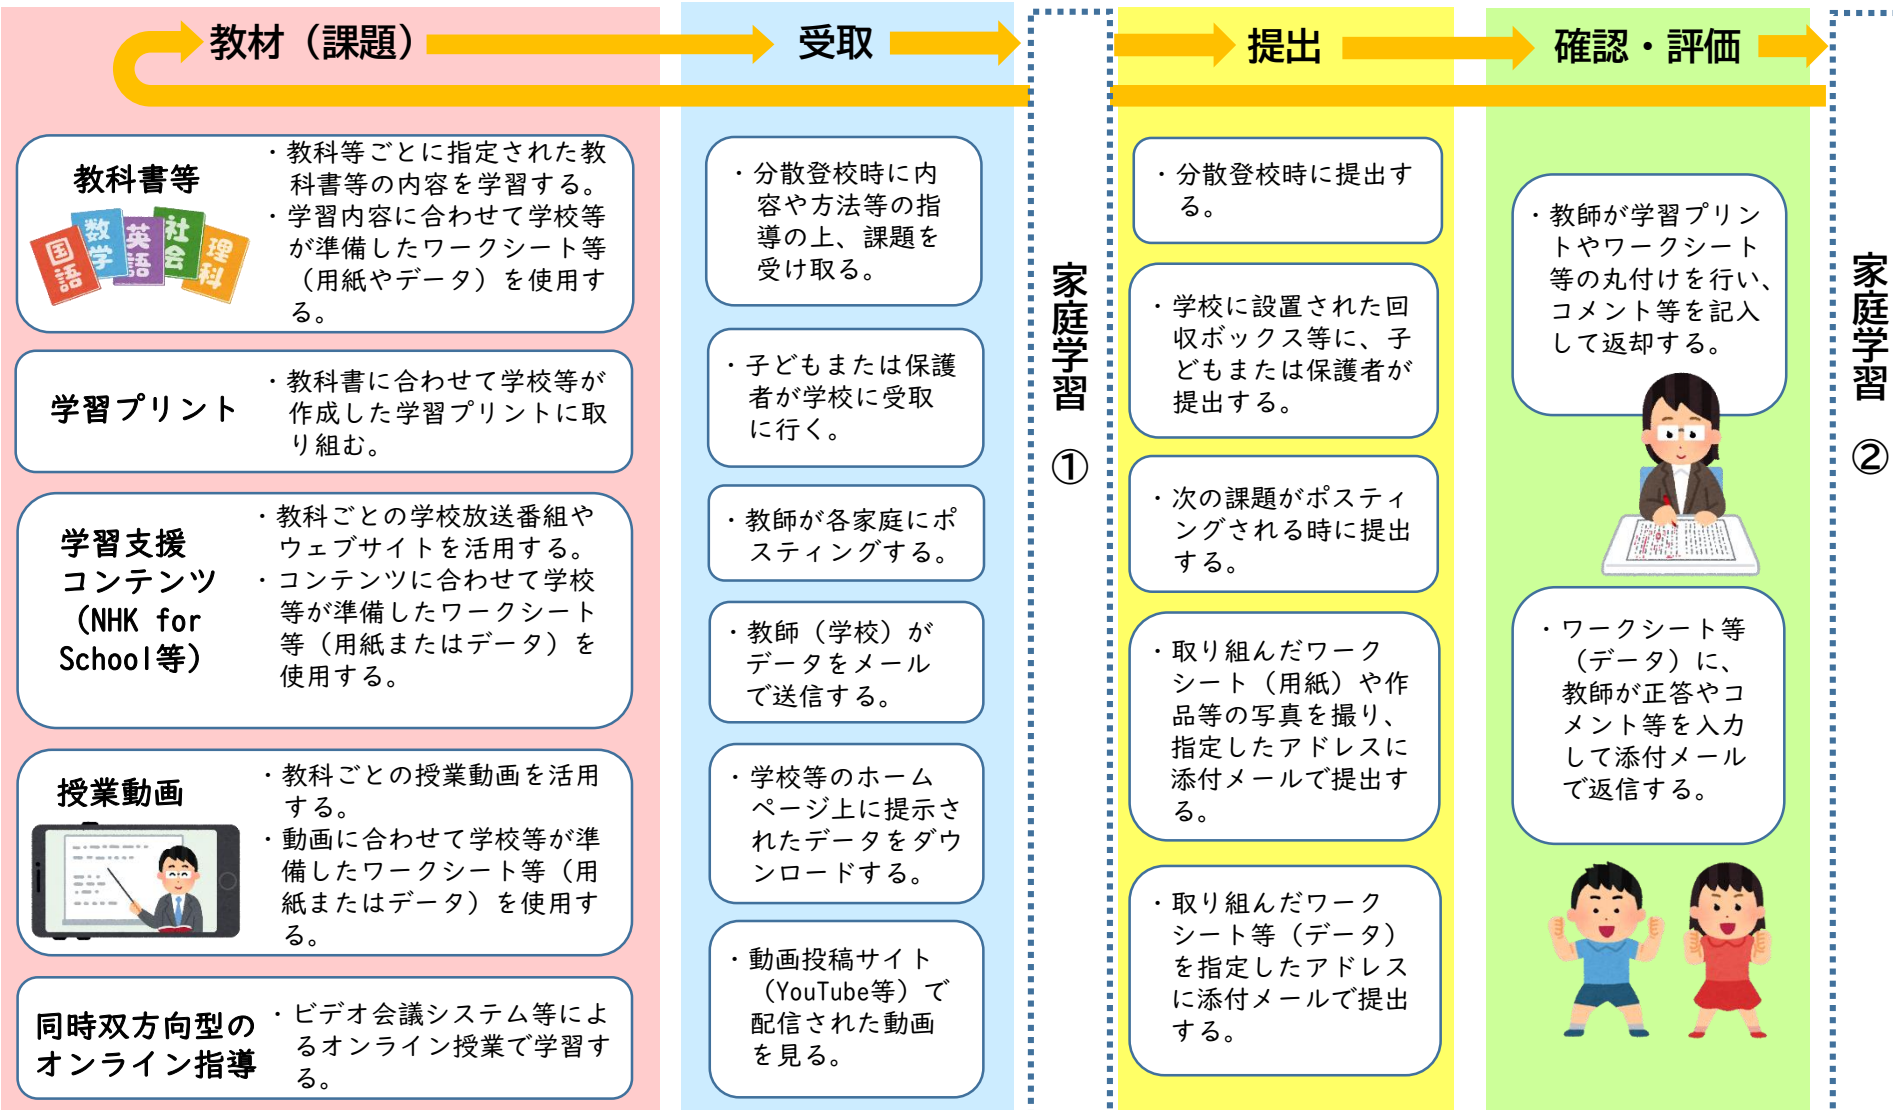 教材（課題）
受取
提出
確認・評価
教科書等
国語
数学
英語
社会
理科
・教科等ごとに指定された教
科書等の内容を学習する。
・学習内容に合わせて学校等
が準備したワークシート等
（用紙やデータ）を使用す
る。
学習プリント
・教科書に合わせて学校等が
作成した学習プリントに取
り組む。
学習支援
コンテンツ
（NHK for
School等）
・教科ごとの学校放送番組や
ウェブサイトを活用する。
・コンテンツに合わせて学校
等が準備したワークシート
等（用紙またはデータ）を
使用する。
授業動画
・教科ごとの授業動画を活用
する。
・動画に合わせて学校等が準
備したワークシート等（用
紙またはデータ）を使用す
る。
同時双方向型の
オンライン指導
・ビデオ会議システム等によ
るオンライン授業で学習す
る。
・分散登校時に内
容や方法等の指
導の上、課題を
受け取る。
・子どもまたは保護
者が学校に受取
に行く。
・教師が各家庭にポ
スティングする。
・教師（学校）が
データをメール
で送信する。
・学校等のホーム
ページ上に提示さ
れたデータをダウ
ンロードする。
・動画投稿サイト
（YouTube等）で
配信された動画
を見る。
家庭学習 ①
・分散登校時に提出す
る。
・学校に設置された回
収ボックス等に、子
どもまたは保護者が
提出する。
・次の課題がポスティ
ングされる時に提出
する。
・取り組んだワーク
シート（用紙）や作
品等の写真を撮り、
指定したアドレスに
添付メールで提出す
る。
・取り組んだワーク
シート等（データ）
を指定したアドレス
に添付メールで提出
する。
・教師が学習プリン
トやワークシート
等の丸付けを行い、
コメント等を記入
して返却する。
・ワークシート等
（データ）に、
教師が正答やコ
メント等を入力
して添付メール
で返信する。
家庭学習 ②